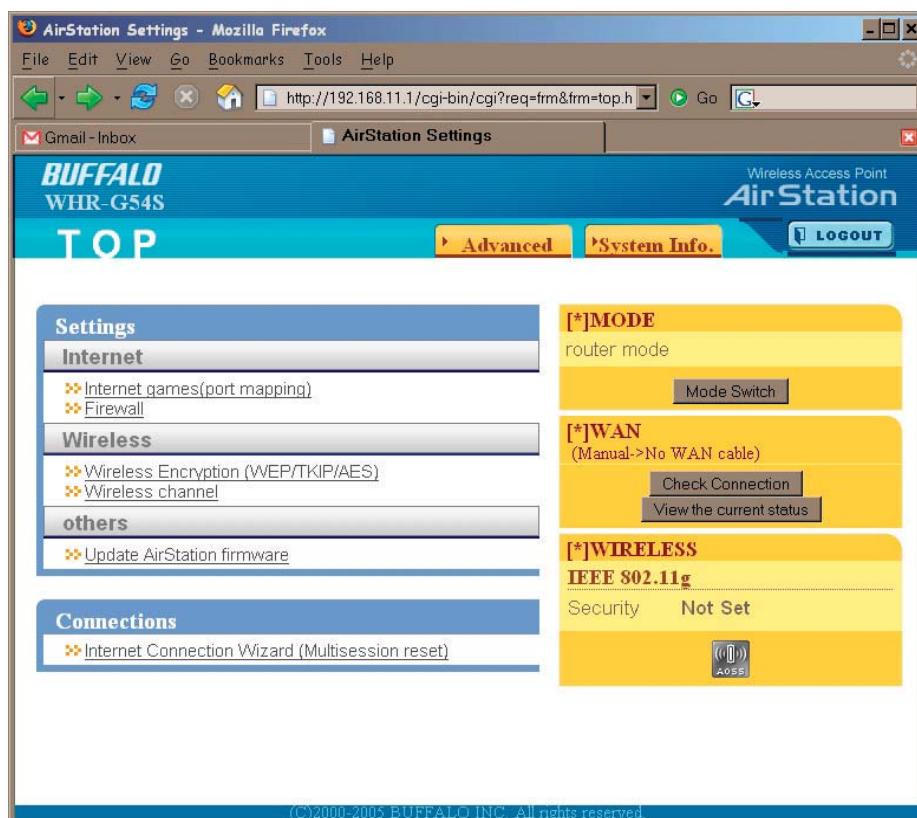 AirStation Settings - Mozilla Firefox
File Edit View Go Bookmarks Tools Help
http://192.168.11.1/cgi-bin/cgi?req=frm&frm=top.h Go G
Gmail - Inbox AirStation Settings
BUFFALO
WHR-G54S
Wireless Access Point
AirStation
TOP
Advanced
System Info.
LOGOUT
Settings
Internet
Internet games(port mapping)
Firewall
Wireless
Wireless Encryption (WEP/TKIP/AES)
Wireless channel
others
Update AirStation firmware
Connections
Internet Connection Wizard (Multisession reset)
[*]MODE
router mode
Mode Switch
[*]WAN
(Manual->No WAN cable)
Check Connection
View the current status
[*]WIRELESS
IEEE 802.11g
Security Not Set
AOSS
(C)2000-2005 BUFFALO INC. All rights reserved.